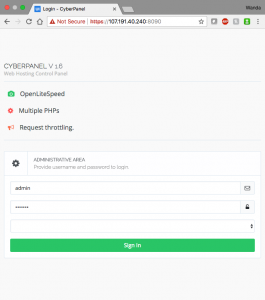 Login - CyberPanel
Wanda
Not Secure | https://107.191.40.240:8090
CYBERPANEL V 1.6
Web Hosting Control Panel
OpenLiteSpeed
Multiple PHPs
Request throttling.
ADMINISTRATIVE AREA
Provide username and password to login.
admin
••••••
Sign In